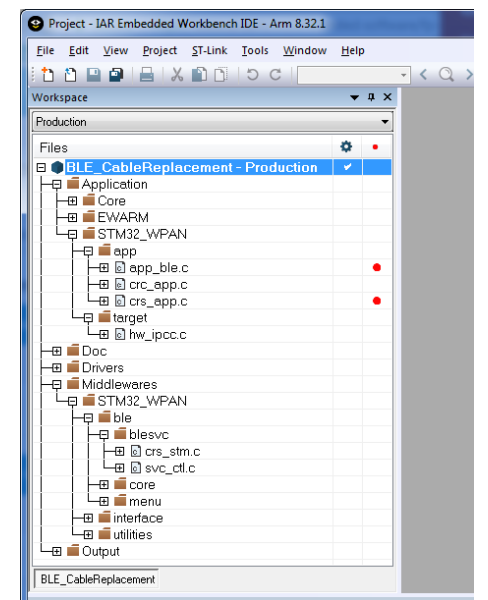 Project - IAR Embedded Workbench IDE - Arm 8.32.1
File Edit View Project ST-Link Tools Window Help
Workspace
Production
Files
BLE_CableReplacement - Production
Application
Core
EWARM
STM32_WPAN
app
app_ble.c
crc_app.c
crs_app.c
target
hw_ipcc.c
Doc
Drivers
Middlewares
STM32_WPAN
ble
blesvc
crs_stm.c
svc_ctl.c
core
menu
interface
utilities
Output
BLE_CableReplacement